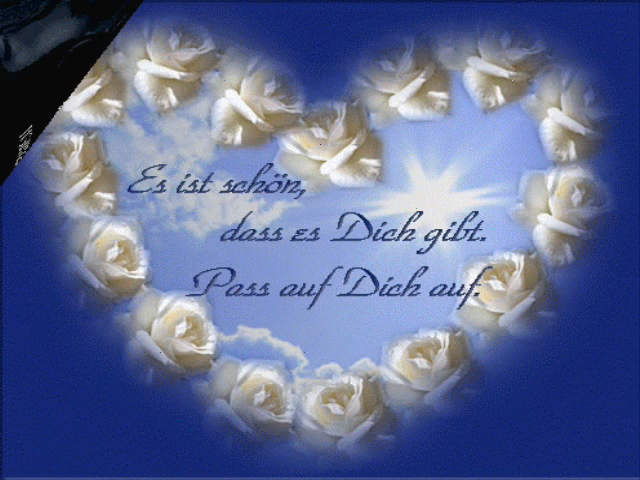 Es ist schön,
dass es Dich gibt.
Pass auf Dich auf.